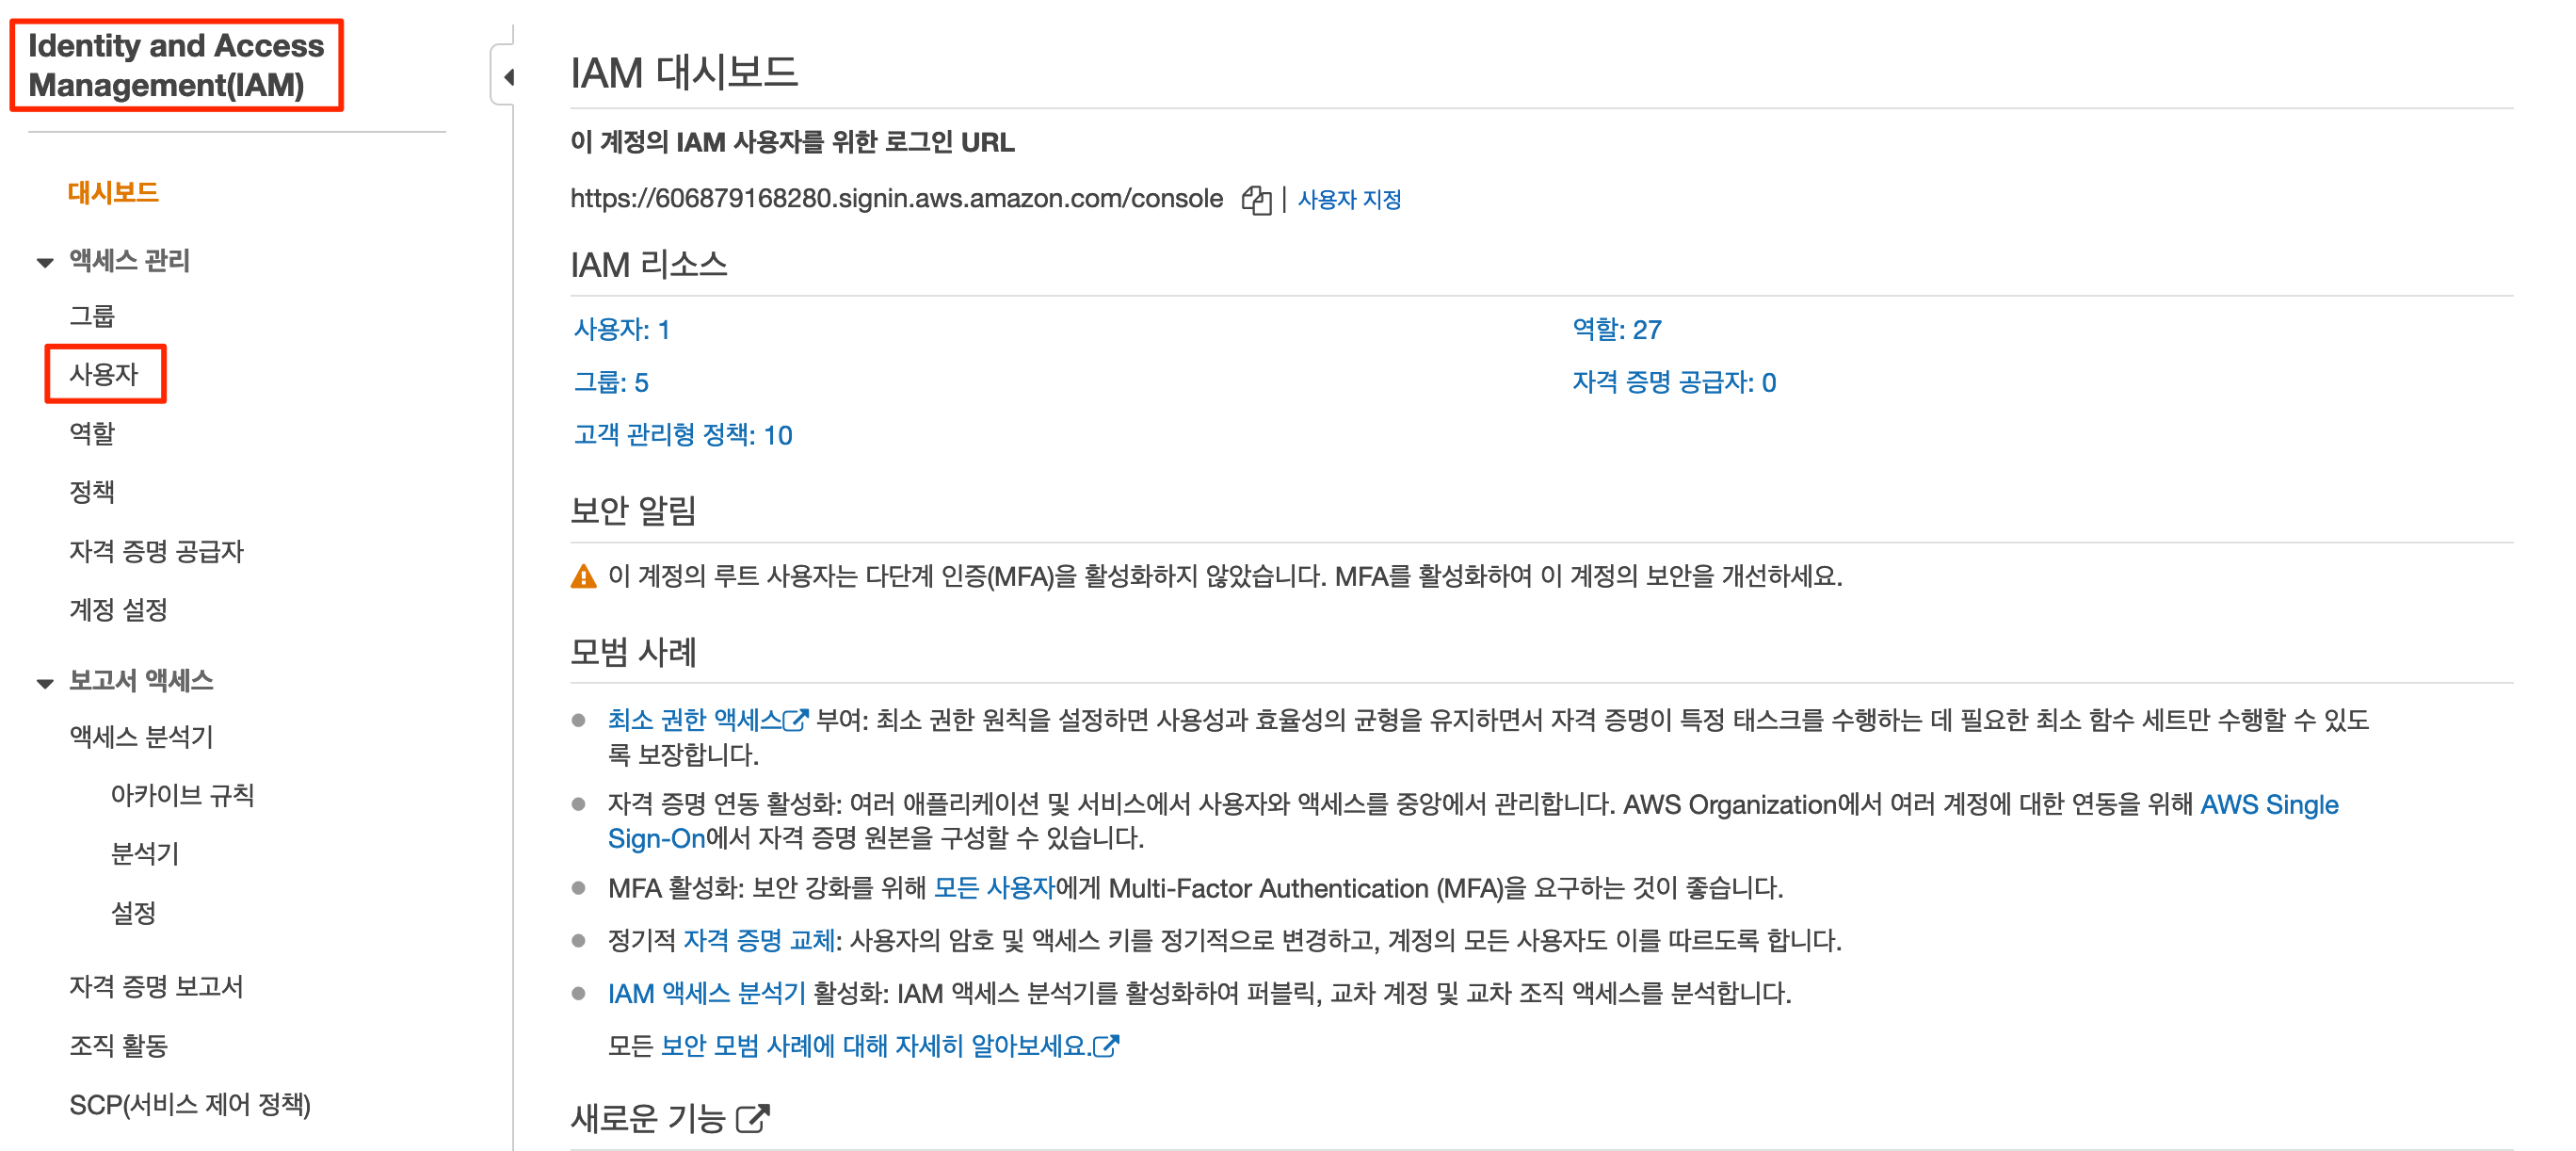 Identity and Access
Management(IAM)
대시보드
액세스 관리
그룹
사용자
역할
정책
자격 증명 공급자
계정 설정
보고서 액세스
액세스 분석기
아카이브 규칙
분석기
설정
자격 증명 보고서
조직 활동
SCP(서비스 제어 정책)
IAM 대시보드
이 계정의 IAM 사용자를 위한 로그인 URL
https://606879168280.signin.aws.amazon.com/console | 사용자 지정
IAM 리소스
사용자: 1
역할: 27
그룹: 5
자격 증명 공급자: 0
고객 관리형 정책: 10
보안 알림
이 계정의 루트 사용자는 다단계 인증(MFA)을 활성화하지 않았습니다. MFA를 활성화하여 이 계정의 보안을 개선하세요.
모범 사례
최소 권한 액세스 부여: 최소 권한 원칙을 설정하면 사용성과 효율성의 균형을 유지하면서 자격 증명이 특정 태스크를 수행하는 데 필요한 최소 함수 세트만 수행할 수 있도
록 보장합니다.
자격 증명 연동 활성화: 여러 애플리케이션 및 서비스에서 사용자와 액세스를 중앙에서 관리합니다. AWS Organization에서 여러 계정에 대한 연동을 위해 AWS Single
Sign-On에서 자격 증명 원본을 구성할 수 있습니다.
MFA 활성화: 보안 강화를 위해 모든 사용자에게 Multi-Factor Authentication (MFA)을 요구하는 것이 좋습니다.
정기적 자격 증명 교체: 사용자의 암호 및 액세스 키를 정기적으로 변경하고, 계정의 모든 사용자도 이를 따르도록 합니다.
IAM 액세스 분석기 활성화: IAM 액세스 분석기를 활성화하여 퍼블릭, 교차 계정 및 교차 조직 액세스를 분석합니다.
모든 보안 모범 사례에 대해 자세히 알아보세요.
새로운 기능